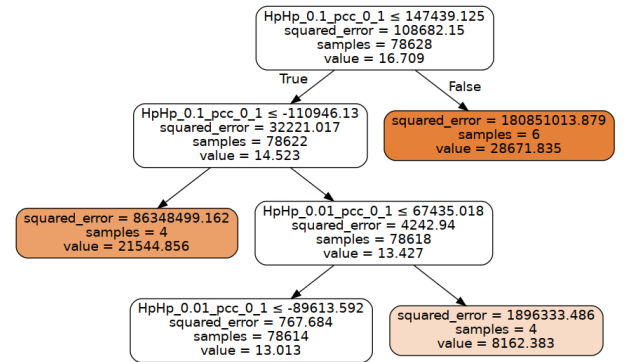 HpHp_0.1_pcc_0_1 ≤ 147439.125
squared_error = 108682.15
samples = 78628
value = 16.709
True
False
HpHp_0.1_pcc_0_1 ≤ -110946.13
squared_error = 32221.017
samples = 78622
value = 14.523
squared_error = 180851013.879
samples = 6
value = 28671.835
squared_error = 86348499.162
samples = 4
value = 21544.856
HpHp_0.01_pcc_0_1 ≤ 67435.018
squared_error = 4242.94
samples = 78618
value = 13.427
HpHp_0.01_pcc_0_1 ≤ -89613.592
squared_error = 767.684
samples = 78614
value = 13.013
squared_error = 1896333.486
samples = 4
value = 8162.383